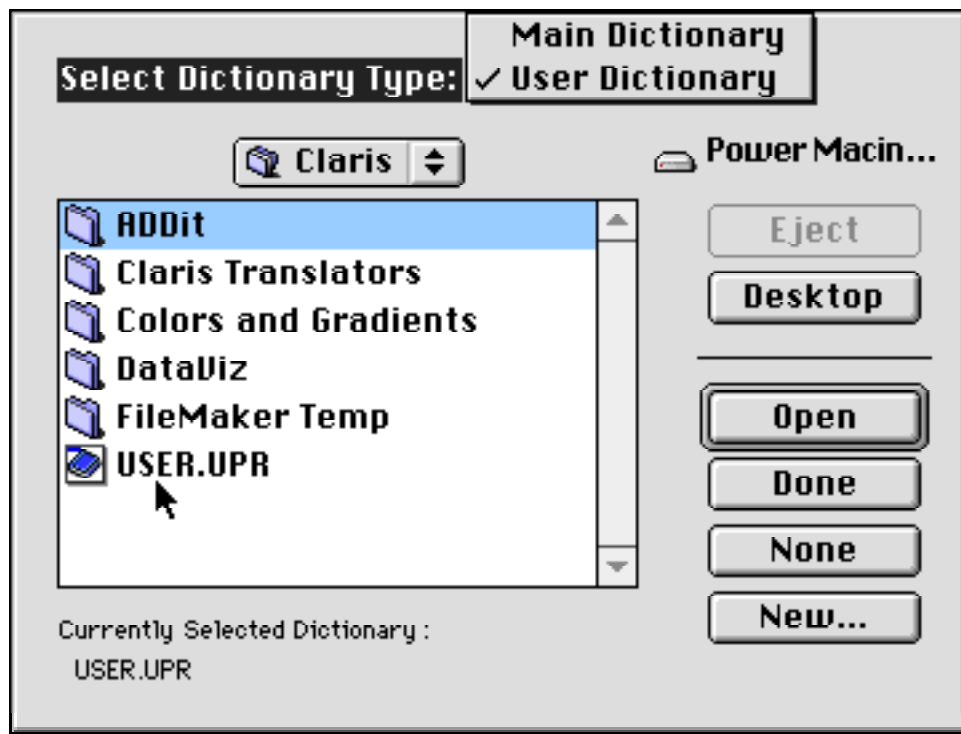 Main Dictionary
Select Dictionary Type: ✓ User Dictionary
Claris
Power Macin...
ADDit
Claris Translators
Colors and Gradients
DataViz
FileMaker Temp
USER.UPR
Eject
Desktop
Open
Done
None
New...
Currently Selected Dictionary :
USER.UPR